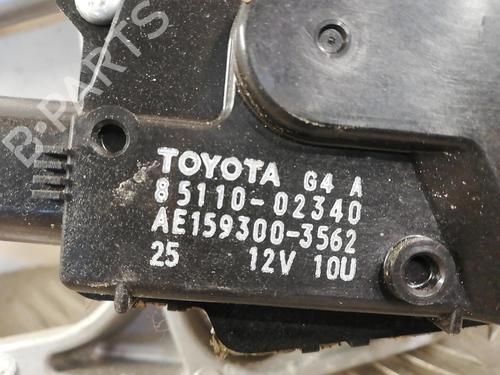 B-PARTS
TOYOTA G4 A
85110-02340
AE159300-3562
25 12V 10U